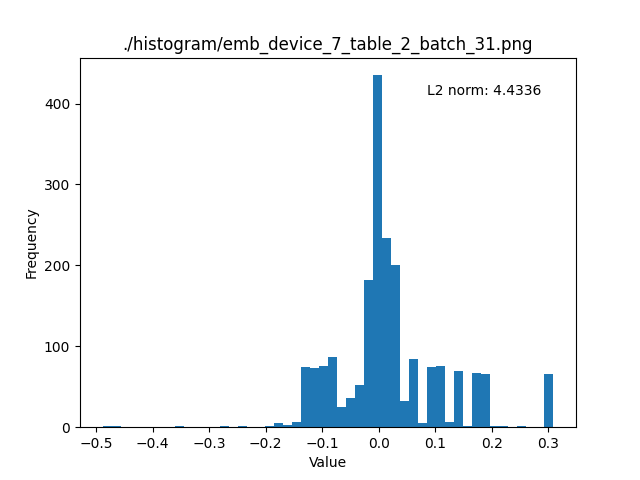 ./histogram/emb_device_7_table_2_batch_31.png
L2 norm: 4.4336
Frequency
400
300
200
100
0
−0.5 −0.4 −0.3 −0.2 −0.1 0.0 0.1 0.2 0.3
Value